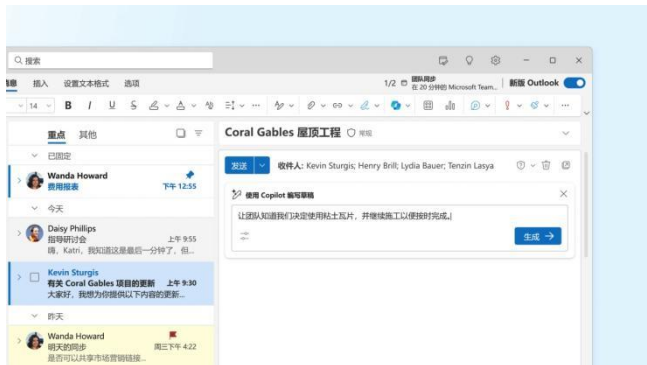 搜索
消息 插入 设置文本格式 选项
1/2 团队同步
在 20 分钟的 Microsoft Team...
新版 Outlook
14 B I U
重点 其他
已固定
Wanda Howard
费用报表 下午 12:55
今天
Daisy Phillips
指导研讨会 上午 9:55
嗨，Katri，我知道这是最后一分钟了，但...
Kevin Sturgis
有关 Coral Gables 项目的更新 上午 9:30
大家好，我想为你提供以下内容的更新...
昨天
Wanda Howard
明天的同步 周三下午 4:22
是否可以共享市场营销链接...
Coral Gables 屋顶工程 常规
发送 收件人: Kevin Sturgis; Henry Brill; Lydia Bauer; Tenzin Lasya
使用 Copilot 编写草稿
让团队知道我们决定使用粘土瓦片，并继续施工以便按时完成。
生成